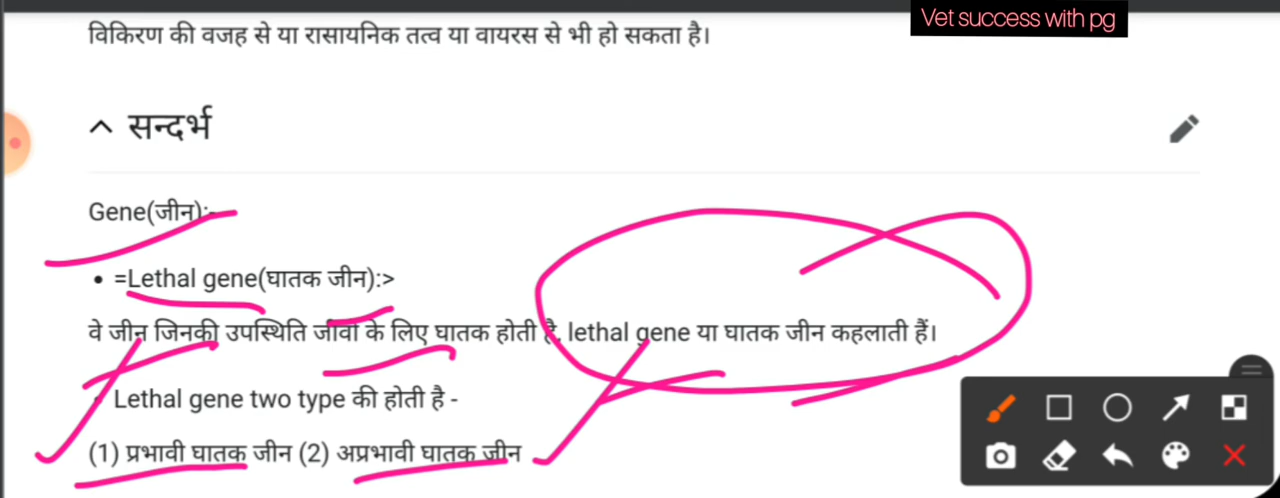 Vet success with pg
विकिरण की वजह से या रासायनिक तत्व या वायरस से भी हो सकता है।
सन्दर्भ
Gene(जीन):-
=Lethal gene(घातक जीन):>
वे जीन जिनकी उपस्थिति जीवों के लिए घातक होती है, lethal gene या घातक जीन कहलाती हैं।
Lethal gene two type की होती है -
(1) प्रभावी घातक जीन (2) अप्रभावी घातक जीन